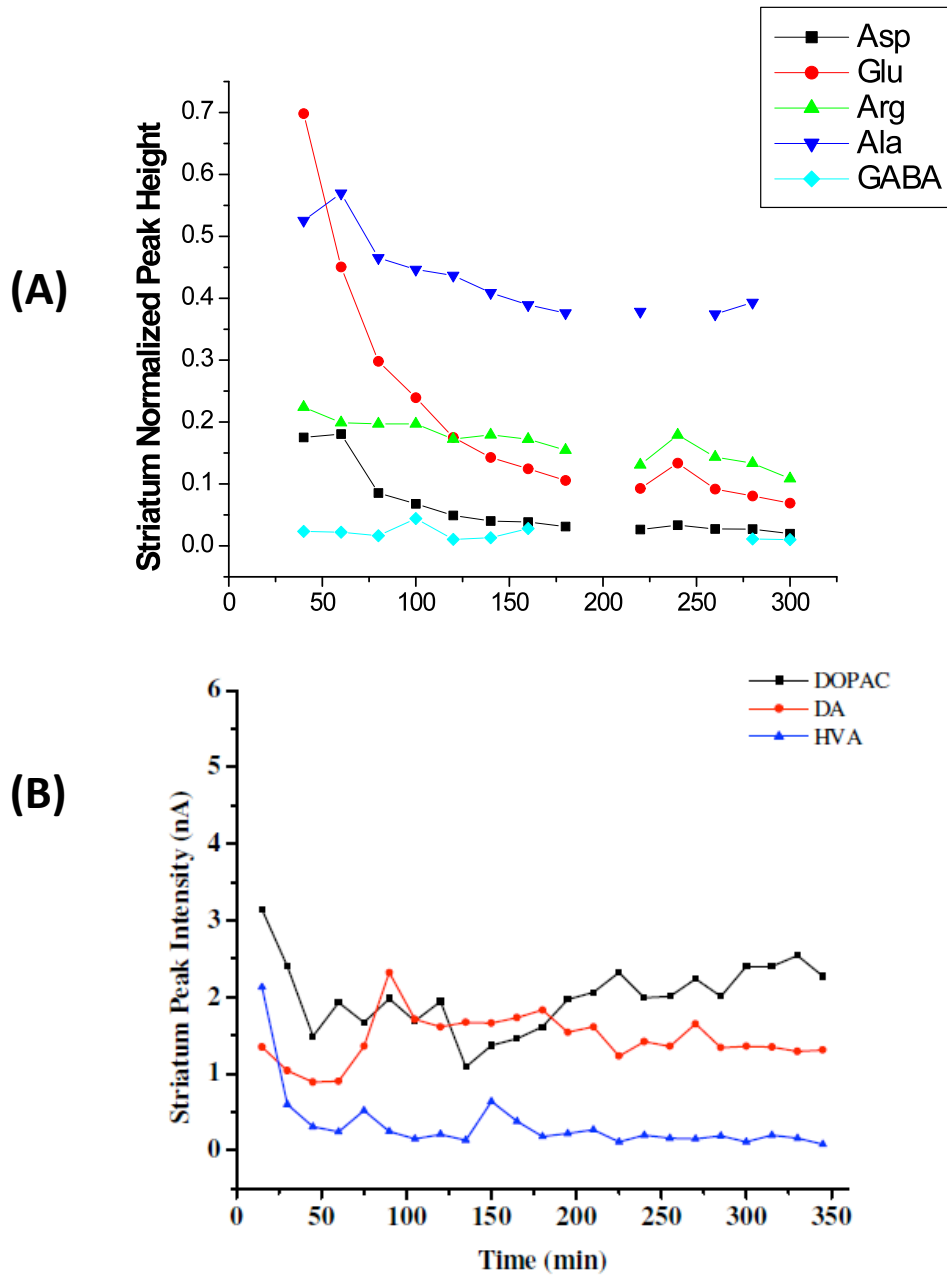 Asp
Glu
Arg
Ala
GABA
(A)
Striatum Normalized Peak Height
0.7
0.6
0.5
0.4
0.3
0.2
0.1
0.0
0 50 100 150 200 250 300
(B)
DOPAC
DA
HVA
Striatum Peak Intensity (nA)
6
5
4
3
2
1
0
0 50 100 150 200 250 300 350
Time (min)